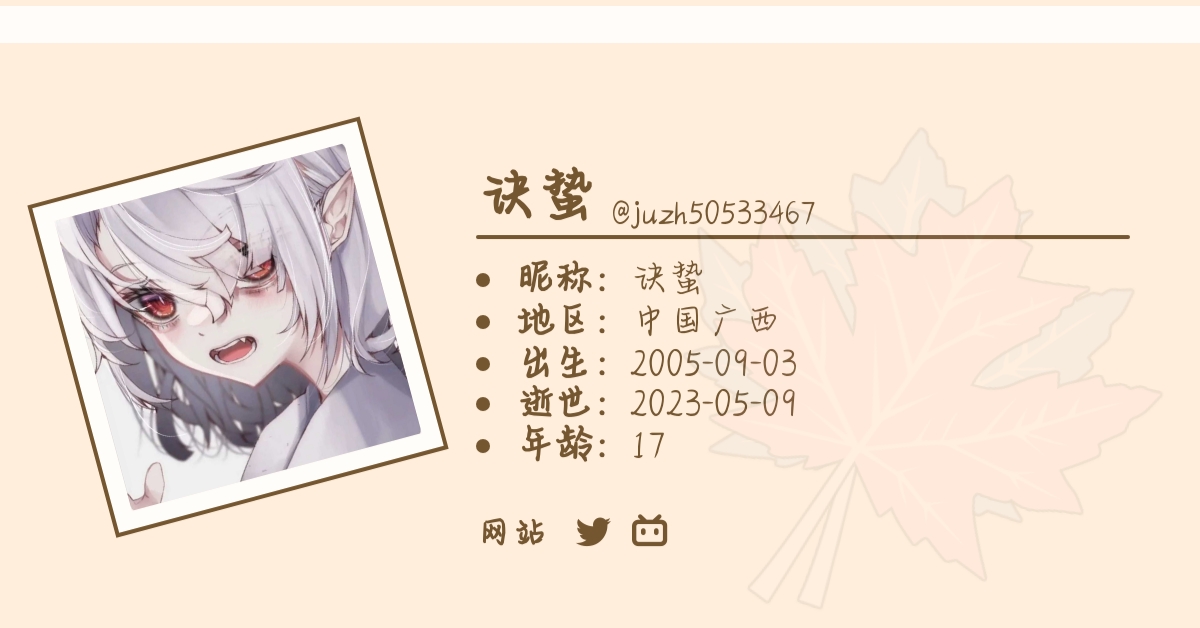 诀蛰 @juzh50533467
昵称： 诀蛰
地区： 中国广西
出生： 2005-09-03
逝世： 2023-05-09
年龄： 17
网站